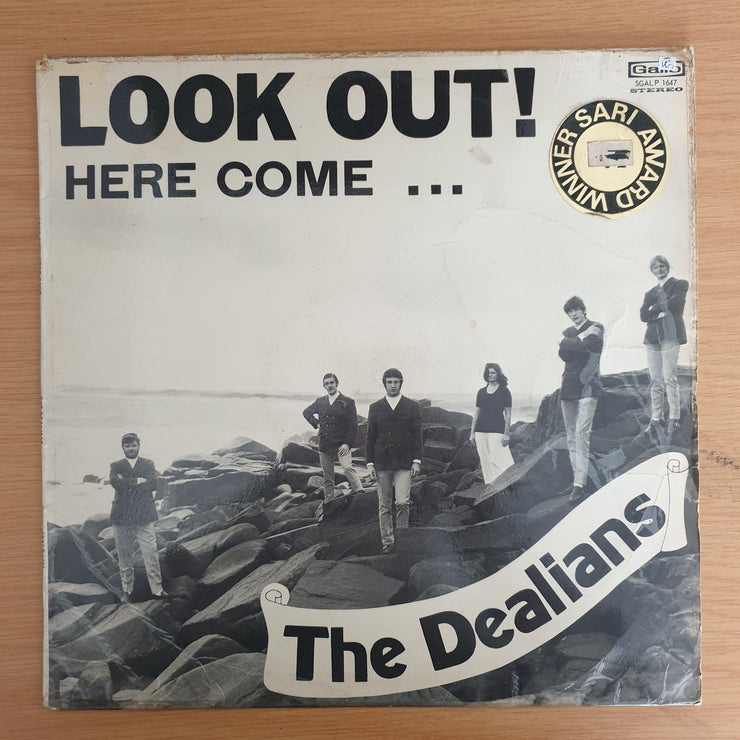 LOOK OUT!
HERE COME ...
Gallo
SGALP 1647
STEREO
SARI AWARD WINNER
The Dealians